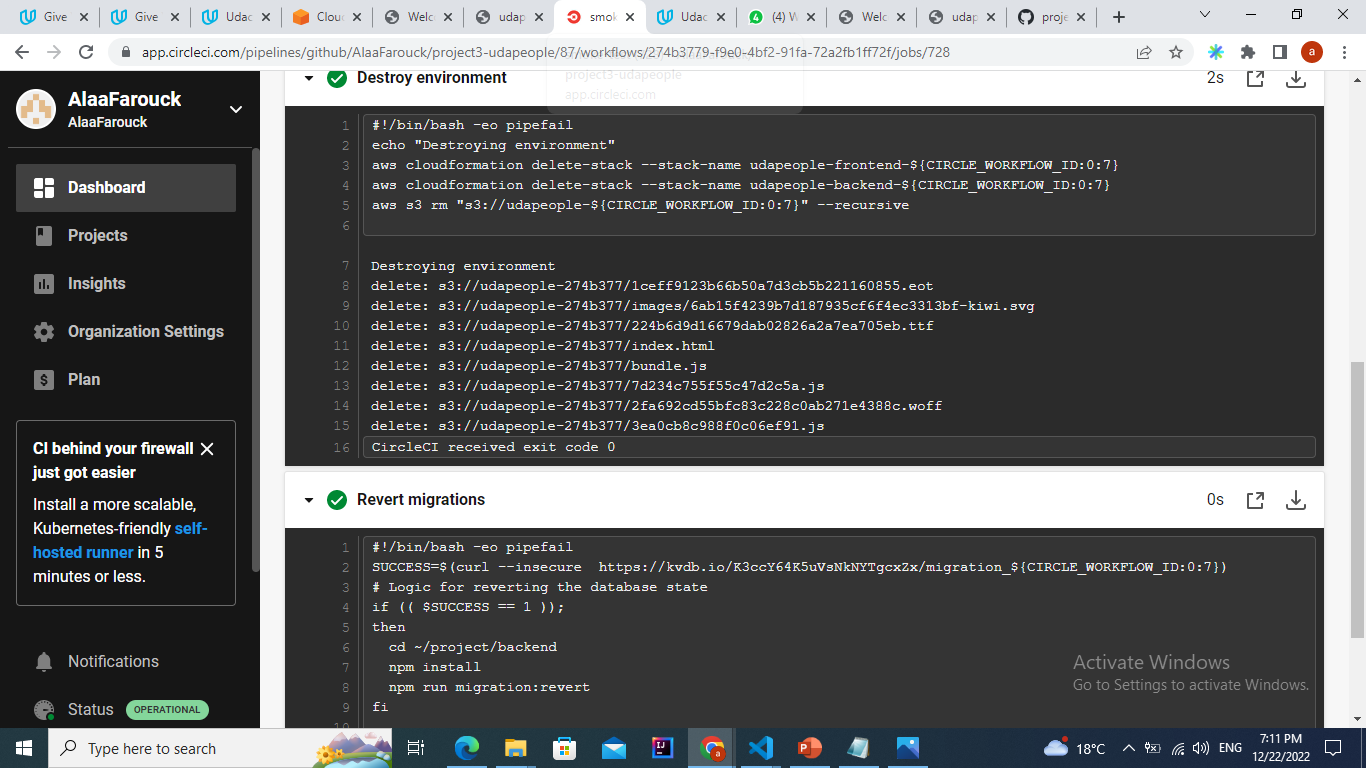 Give
Give
Udac
Clou
Welc
udap
smok
Udac
(4) W
Welc
udap
proje
app.circleci.com/pipelines/github/AlaaFarouck/project3-udapeople/87/workflows/274b3779-f9e0-4bf2-91fa-72a2fb1ff72f/jobs/728
a
project3-udapeople
app.circleci.com
AlaaFarouck
AlaaFarouck
Dashboard
Projects
Insights
Organization Settings
Plan
CI behind your firewall
just got easier
Install a more scalable,
Kubernetes-friendly self-
hosted runner in 5
minutes or less.
Notifications
Status OPERATIONAL
Destroy environment 2s
1 #!/bin/bash -eo pipefail
2 echo "Destroying environment"
3 aws cloudformation delete-stack --stack-name udapeople-frontend-${CIRCLE_WORKFLOW_ID:0:7}
4 aws cloudformation delete-stack --stack-name udapeople-backend-${CIRCLE_WORKFLOW_ID:0:7}
5 aws s3 rm "s3://udapeople-${CIRCLE_WORKFLOW_ID:0:7}" --recursive
6
7 Destroying environment
8 delete: s3://udapeople-274b377/1ceff9123b66b50a7d3cb5b221160855.eot
9 delete: s3://udapeople-274b377/images/6ab15f4239b7d187935cf6f4ec3313bf-kiwi.svg
10 delete: s3://udapeople-274b377/224b6d9d16679dab02826a2a7ea705eb.ttf
11 delete: s3://udapeople-274b377/index.html
12 delete: s3://udapeople-274b377/bundle.js
13 delete: s3://udapeople-274b377/7d234c755f55c47d2c5a.js
14 delete: s3://udapeople-274b377/2fa692cd55bfc83c228c0ab271e4388c.woff
15 delete: s3://udapeople-274b377/3ea0cb8c988f0c06ef91.js
16 CircleCI received exit code 0
Revert migrations 0s
1 #!/bin/bash -eo pipefail
2 SUCCESS=$(curl --insecure  https://kvdb.io/K3ccY64K5uVsNkNYTgcxZx/migration_${CIRCLE_WORKFLOW_ID:0:7})
3 # Logic for reverting the database state
4 if (( $SUCCESS == 1 ));
5 then
6   cd ~/project/backend
7   npm install
8   npm run migration:revert
9 fi
10
Activate Windows
Go to Settings to activate Windows.
Type here to search
18°C
ENG
7:11 PM
12/22/2022